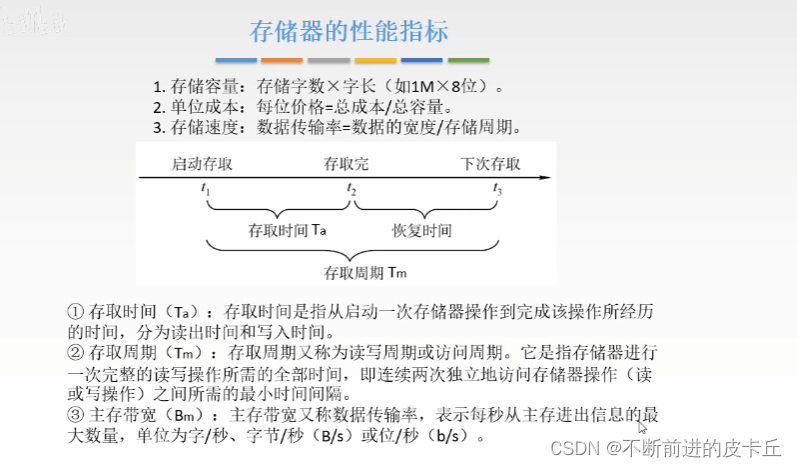 存储器的性能指标
1. 存储容量：存储字数×字长（如1M×8位）。
2. 单位成本：每位价格=总成本/总容量。
3. 存储速度：数据传输率=数据的宽度/存储周期。
启动存取 存取完 下次存取
t1 t2 t3
存取时间 Ta 恢复时间
存取周期 Tm
① 存取时间（Ta）：存取时间是指从启动一次存储器操作到完成该操作所经历
的时间，分为读出时间和写入时间。
② 存取周期（Tm）：存取周期又称为读写周期或访问周期。它是指存储器进行
一次完整的读写操作所需的全部时间，即连续两次独立地访问存储器操作（读
或写操作）之间所需的最小时间间隔。
③ 主存带宽（Bm）：主存带宽又称数据传输率，表示每秒从主存进出信息的最
大数量，单位为字/秒、字节/秒（B/s）或位/秒（b/s）。
CSDN @不断前进的皮卡丘